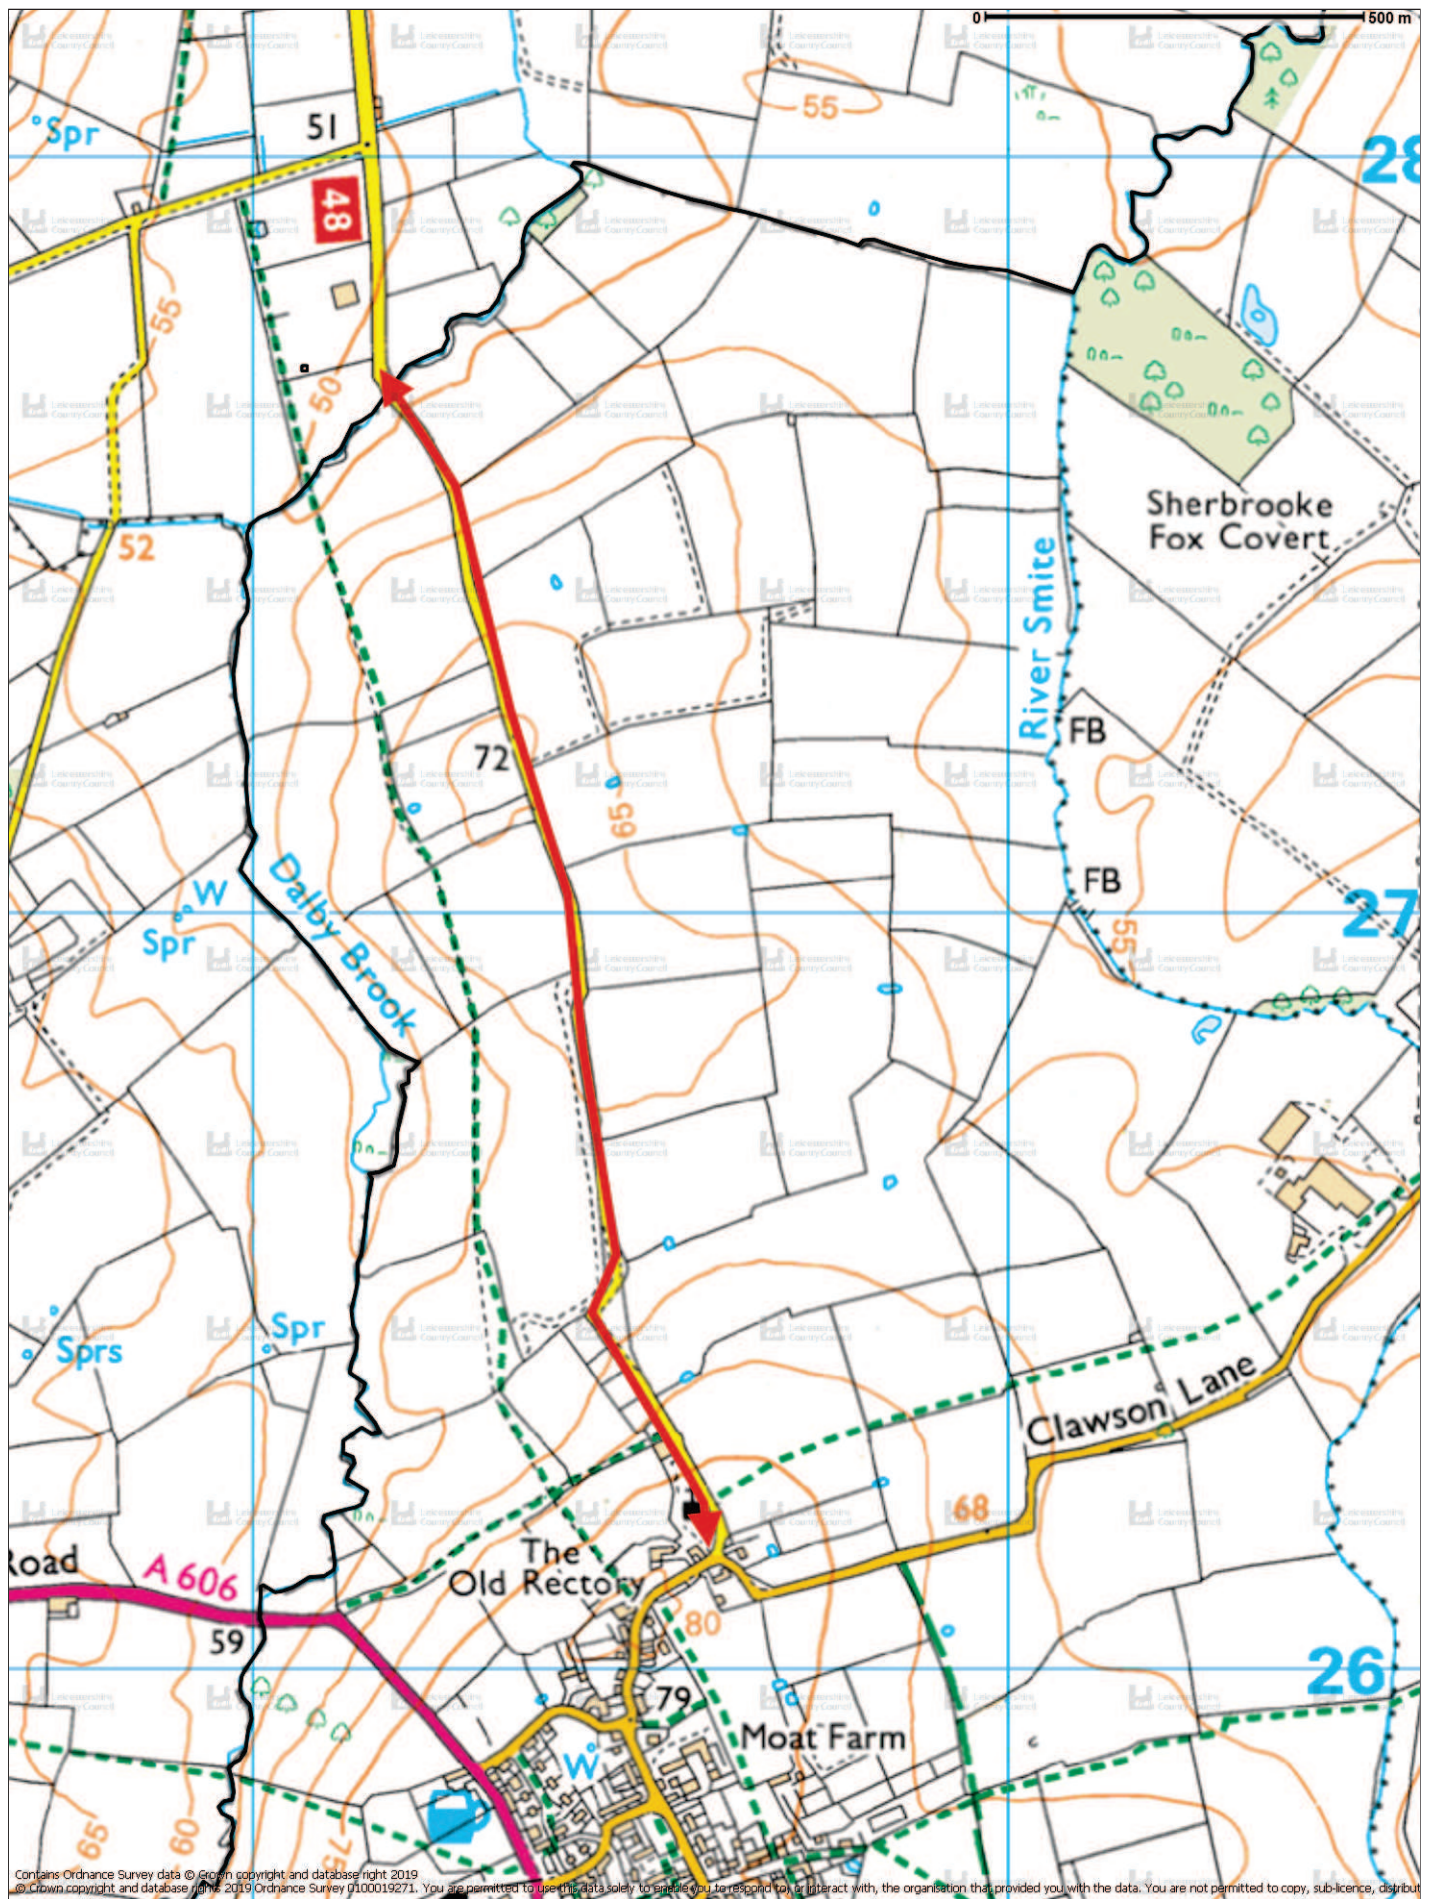 0 500 m
55
28
51
Spr
48
55
50
Sherbrooke
Fox Covert
52
River Smite
FB
72
65
FB
W
Spr
Dalby Brook
27
55
Spr
Sprs
Clawson Lane
68
The
Old Rectory
Road
A 606
59
80
26
79
Moat Farm
W
65
60
75
Leicestershire
County Council
Contains Ordnance Survey data © Crown copyright and database right 2019
© Crown copyright and database rights 2019 Ordnance Survey 0100019271. You are permitted to use this data solely to enable you to respond to, or interact with, the organisation that provided you with the data. You are not permitted to copy, sub-licence, distribut